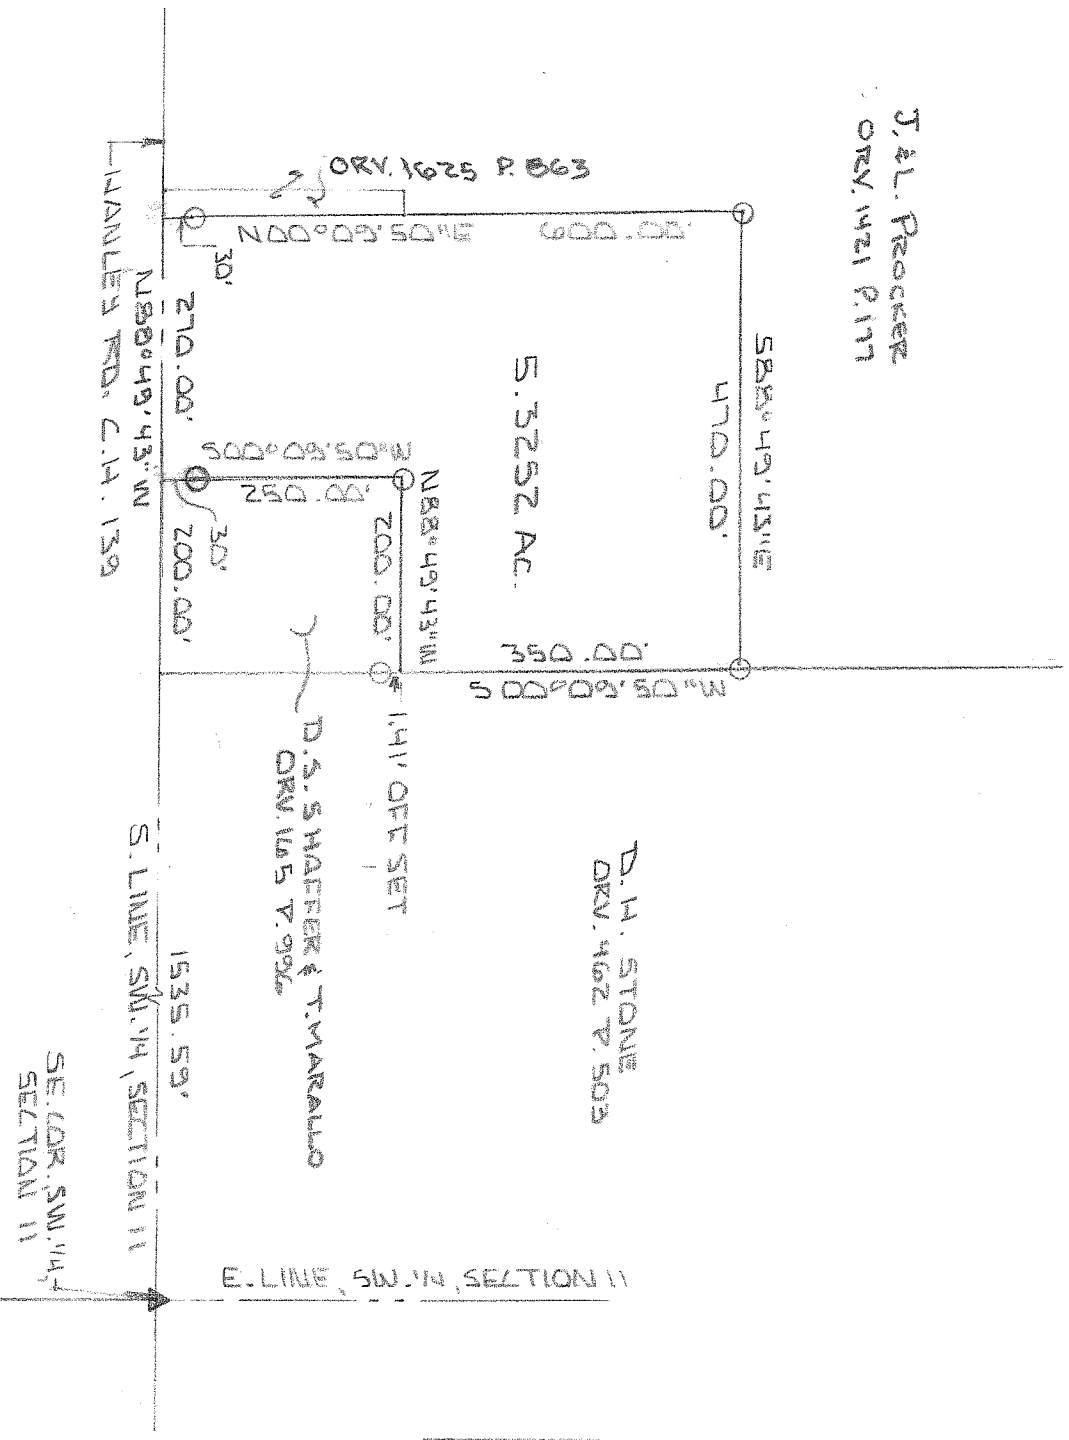 J. & L. PROCKER
ORV. 1421 P. 177
ORV. 1625 P. 863
N00°09'50"E 600.00'
30'
S88°49'43"E
470.00'
5.3252 AC.
HANLEY RD. C.H. 139
N88°49'43"W
270.00'
S00°09'50"W
250.00'
30'
200.00'
N88°49'43"W
200.00'
350.00'
S00°09'50"W
1.41' OFFSET
D.S. SHAFFER & T. MARALLO
ORV. 1165 P. 996
D.H. STONE
ORV. 462 P. 503
1535.59'
S. LINE, SW. 1/4, SECTION 11
SE. COR. SW. 1/4,
SECTION 11
E. LINE, SW. 1/4, SECTION 11